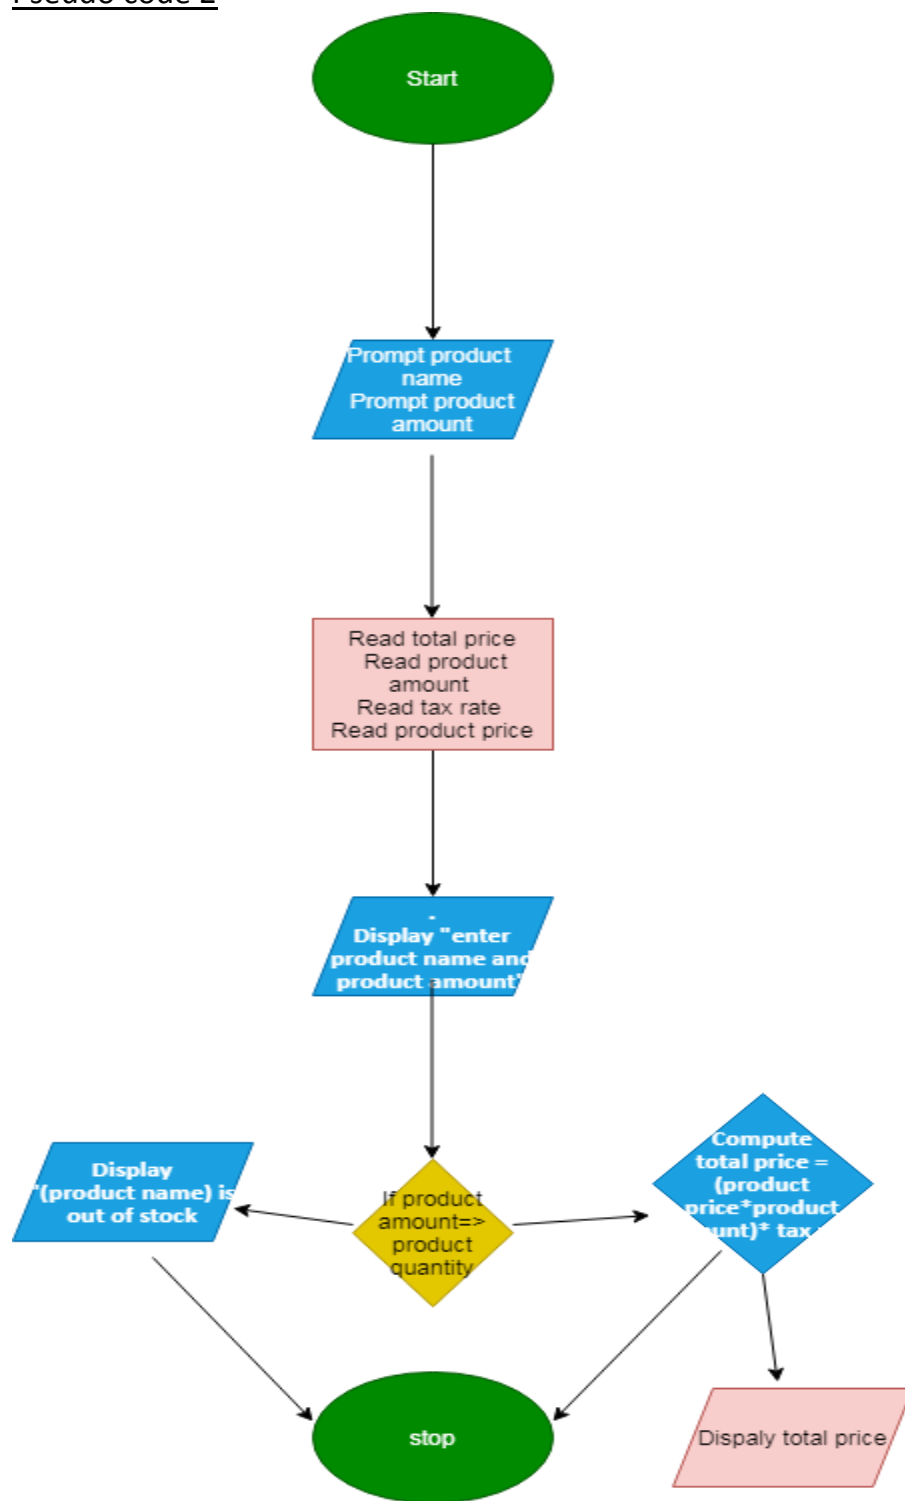 Pseudo code 2
Start
Prompt product
name
Prompt product
amount
Read total price
Read product
amount
Read tax rate
Read product price
.
Display "enter
product name and
product amount"
Compute
total price =
(product
price*product
unt)* tax
Display
"(product name) is
out of stock
If product
amount=>
product
quantity
stop
Dispaly total price